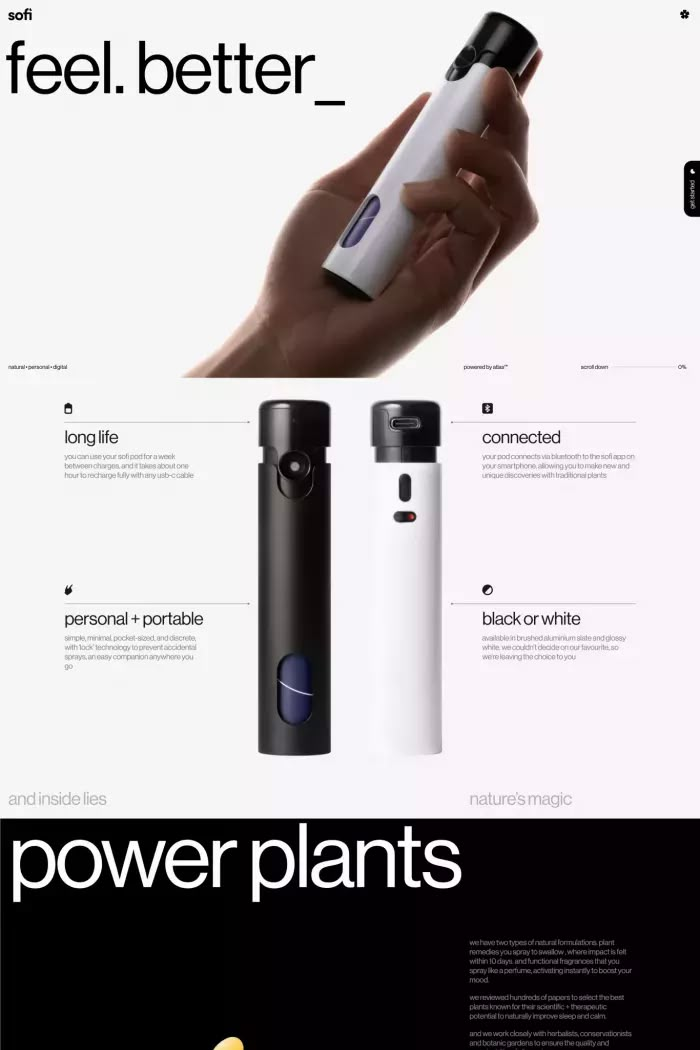 sofi
feel. better_
get started
natural • personal • digital
powered by atlas™
scroll down
0%
long life
you can use your sofi pod for a week
between charges, and it takes about one
hour to recharge fully with any usb-c cable
connected
your pod connects via bluetooth to the sofi app on
your smartphone, allowing you to make new and
unique discoveries with traditional plants
personal + portable
simple, minimal, pocket-sized, and discrete,
with 'lock' technology to prevent accidental
sprays, an easy companion anywhere you
go
black or white
available in brushed aluminium slate and glossy
white. we couldn't decide on our favourite, so
we're leaving the choice to you
and inside lies
nature's magic
power plants
we have two types of natural formulations. plant
remedies you spray to swallow, where impact is felt
within 10 days. and functional fragrances that you
spray like a perfume, activating instantly to boost your
mood.
we reviewed hundreds of papers to select the best
plants known for their scientific + therapeutic
potential to naturally improve sleep and calm.
and we work closely with herbalists, conservationists
and botanic gardens to ensure the quality and